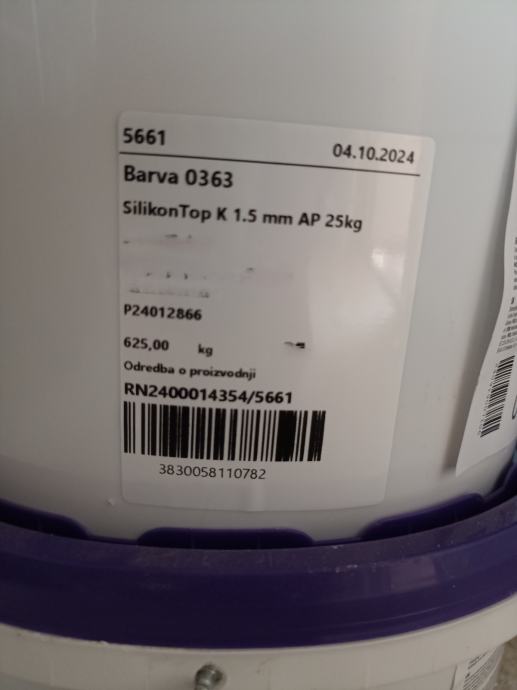 5661
04.10.2024
Barva 0363
SilikonTop K 1.5 mm AP 25kg
P24012866
625,00 kg
Odredba o proizvodnji
RN2400014354/5661
3830058110782